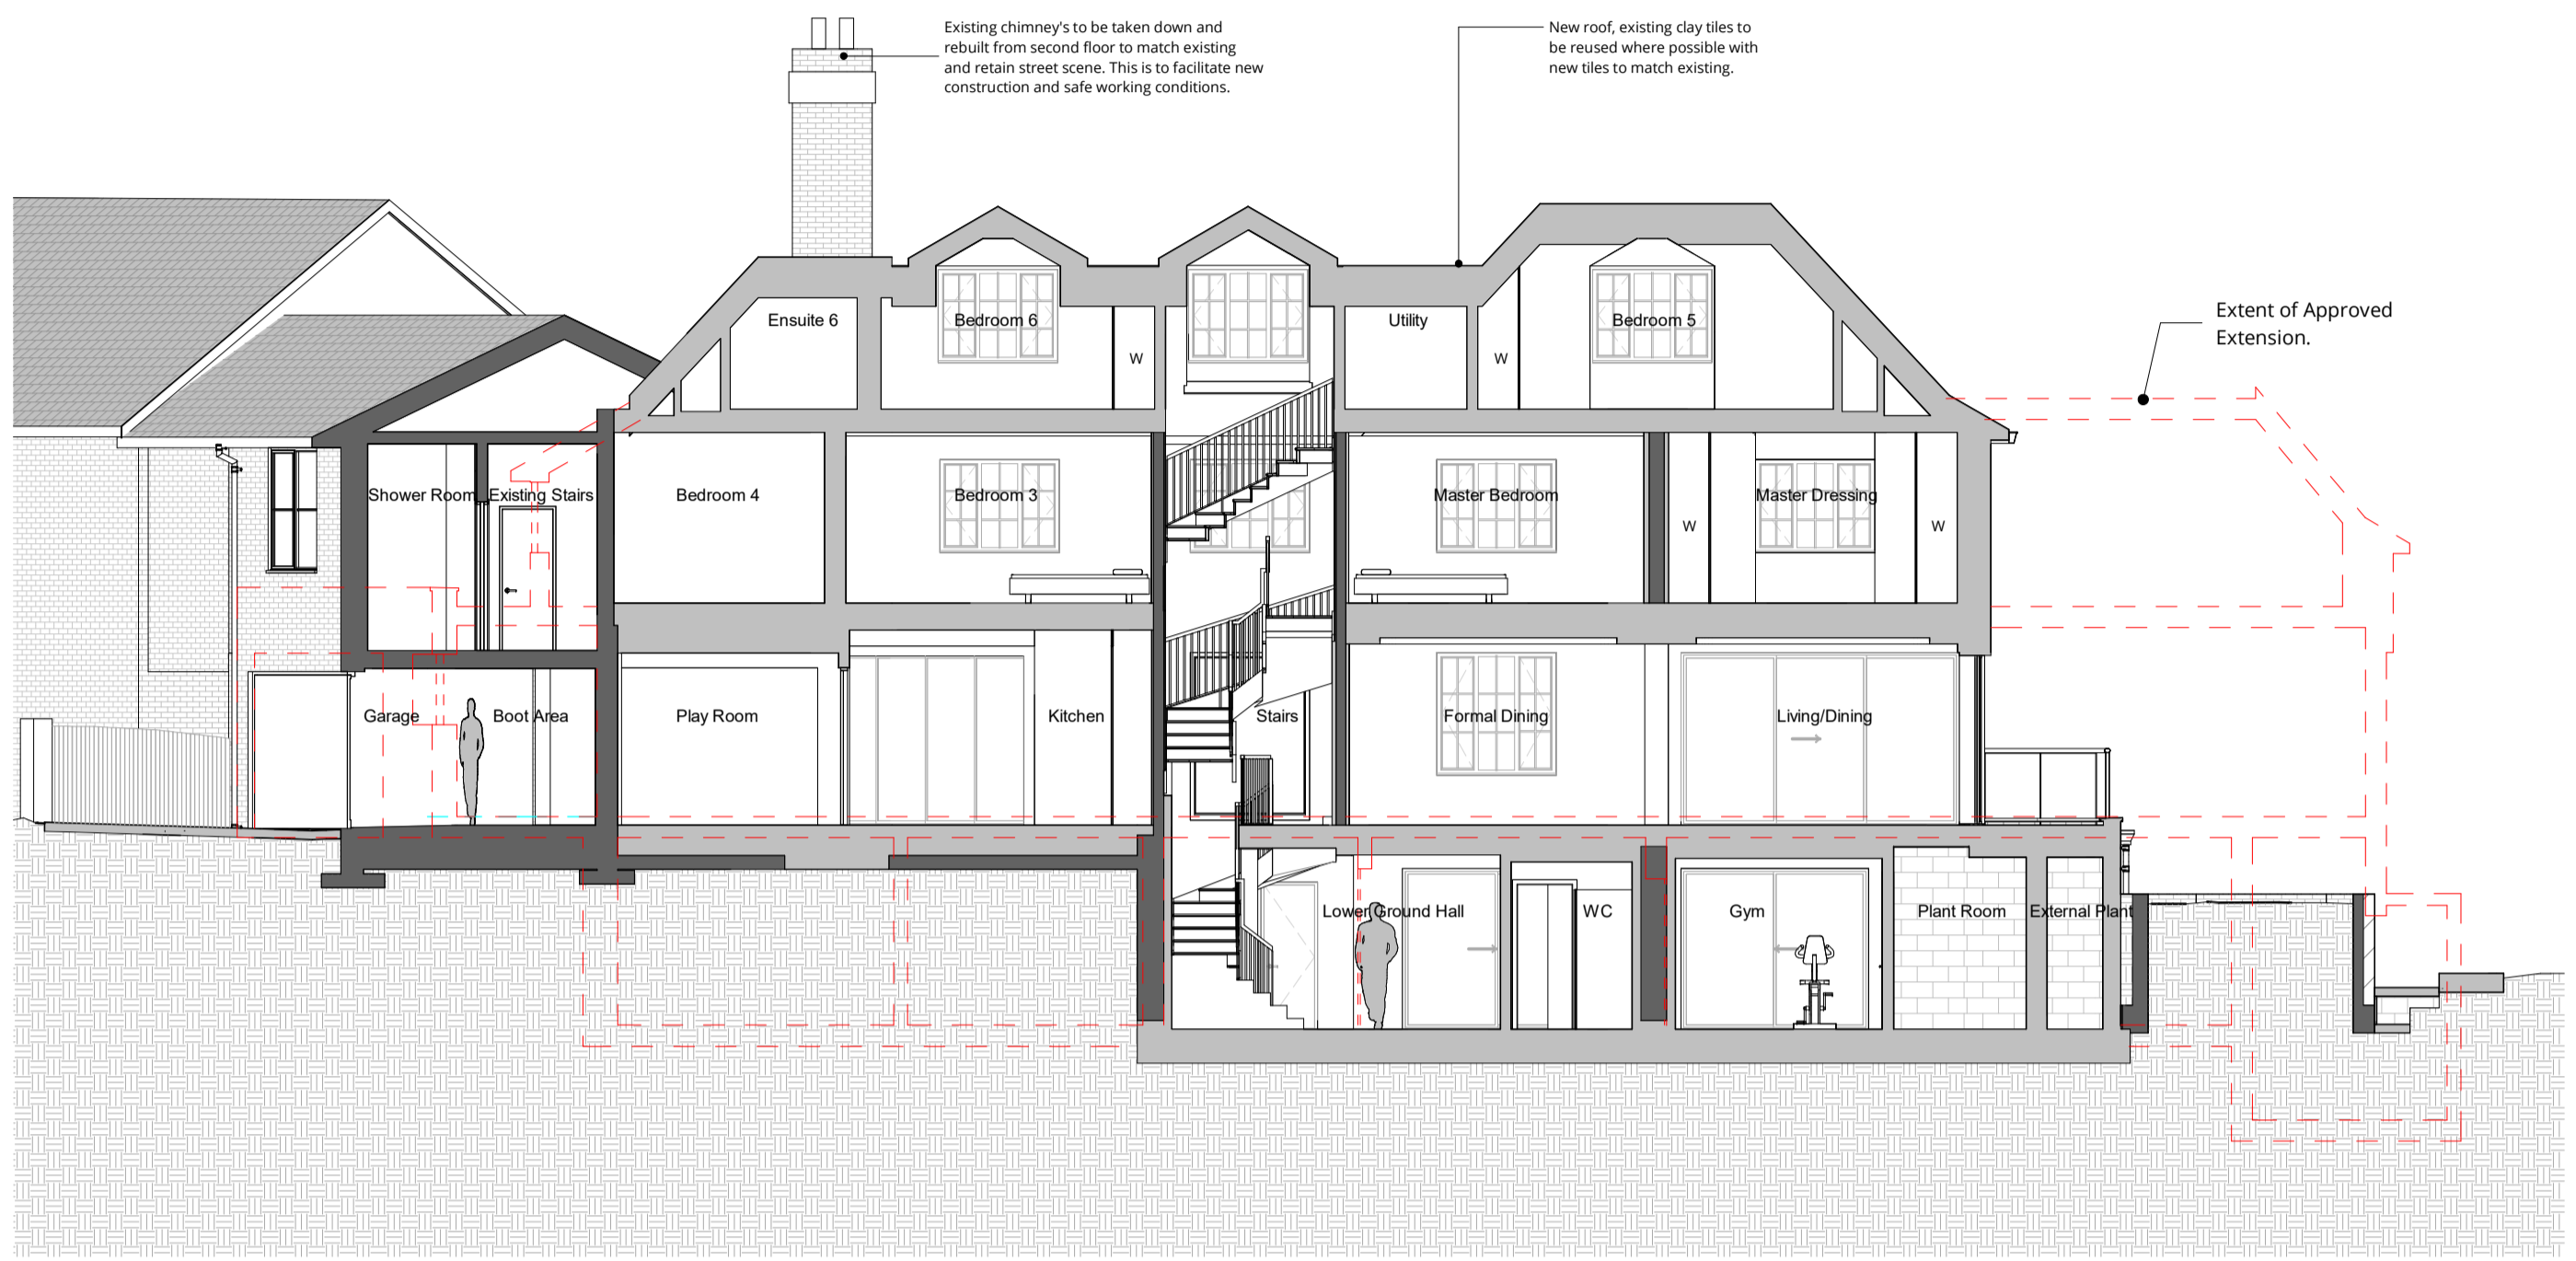 Existing chimney's to be taken down and
rebuilt from second floor to match existing
and retain street scene. This is to facilitate new
construction and safe working conditions.
New roof, existing clay tiles to
be reused where possible with
new tiles to match existing.
Extent of Approved
Extension.
Ensuite 6
Bedroom 6
W
Utility
W
Bedroom 5
Shower Room
Existing Stairs
Bedroom 4
Bedroom 3
Master Bedroom
W
Master Dressing
W
Garage
Boot Area
Play Room
Kitchen
Stairs
Formal Dining
Living/Dining
Lower Ground Hall
WC
Gym
Plant Room
External Plant